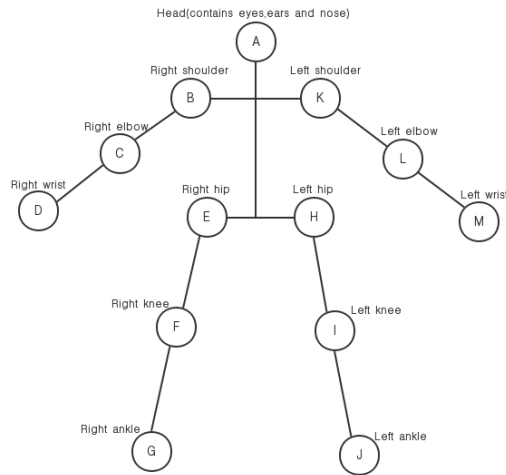 Head(contains eyes,ears and nose)
A
Right shoulder
Left shoulder
B
K
Right elbow
Left elbow
C
L
Right wrist
Left wrist
D
M
Right hip
Left hip
E
H
Right knee
Left knee
F
I
Right ankle
Left ankle
G
J